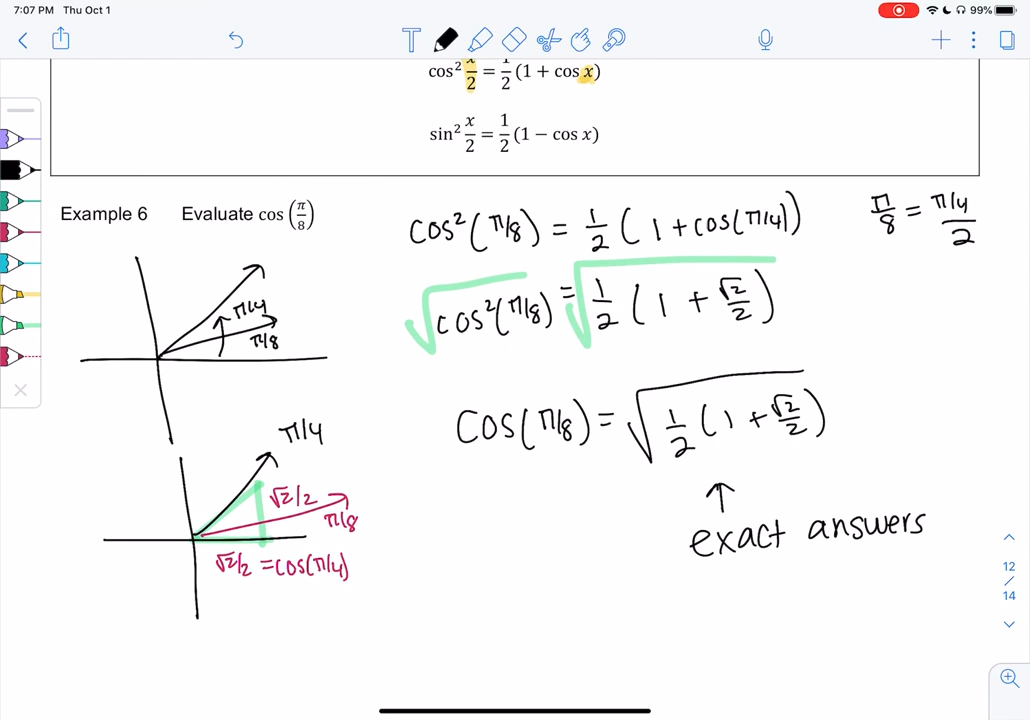 7:07 PM Thu Oct 1
99%
T
cos² x/2 = 1/2 (1 + cos x)
sin² x/2 = 1/2 (1 − cos x)
Example 6 Evaluate cos (π/8)
cos²(π/8) = 1/2 (1 + cos(π/4))
π/8 = π/4 / 2
√cos²(π/8) = √1/2 (1 + √2/2)
π/4
π/8
cos(π/8) = √1/2 (1 + √2/2)
π/4
√2/2
π/8
√2/2 = cos(π/4)
↑
exact answers
12
/
14